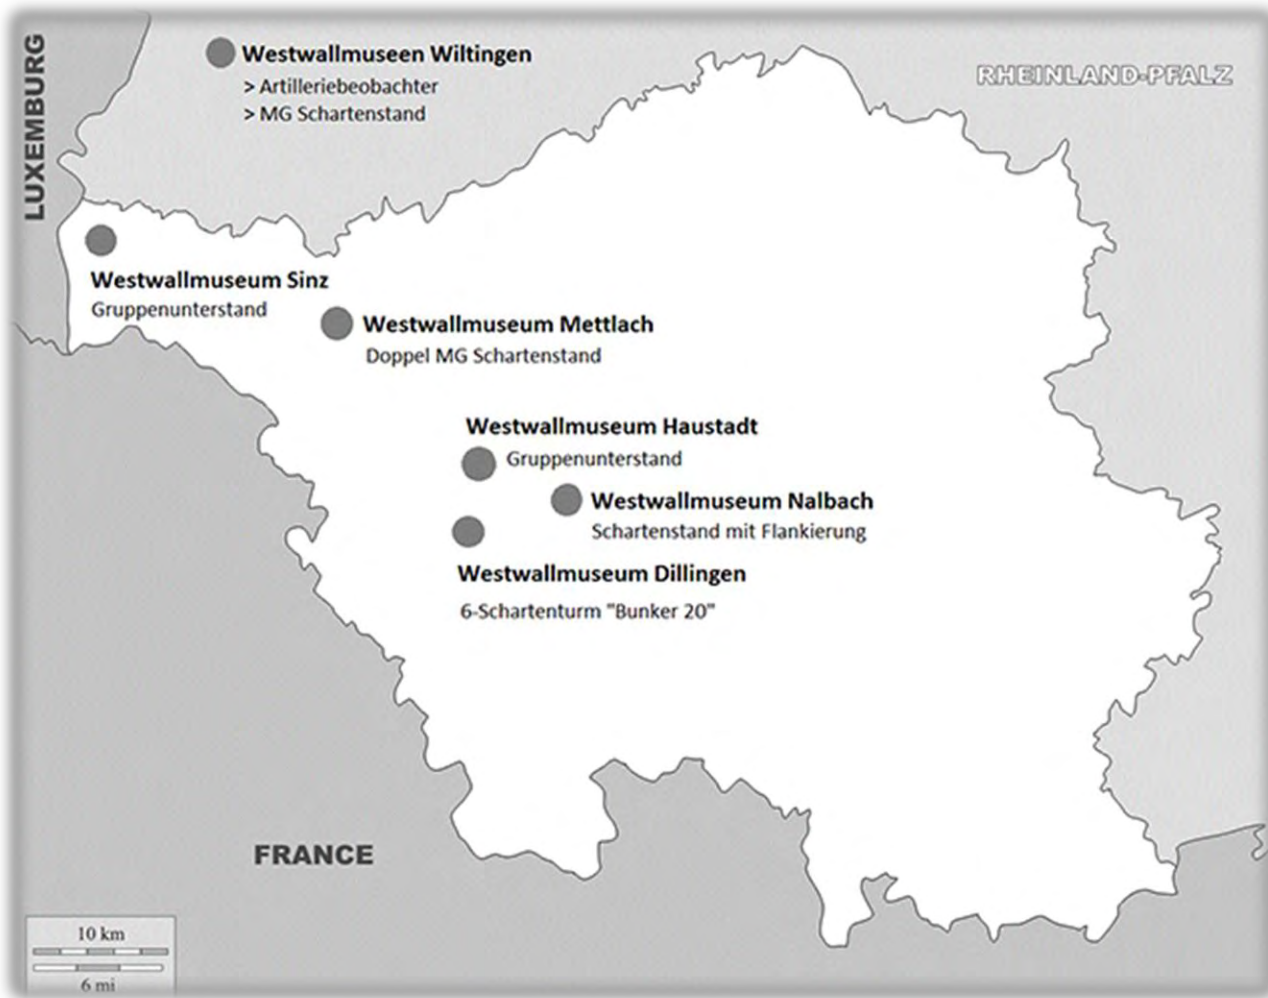 LUXEMBURG
Westwallmuseen Wiltingen
> Artilleriebeobachter
> MG Schartenstand
RHEINLAND-PFALZ
Westwallmuseum Sinz
Gruppenunterstand
Westwallmuseum Mettlach
Doppel MG Schartenstand
Westwallmuseum Haustadt
Gruppenunterstand
Westwallmuseum Nalbach
Schartenstand mit Flankierung
Westwallmuseum Dillingen
6-Schartenturm "Bunker 20"
FRANCE
10 km
6 mi